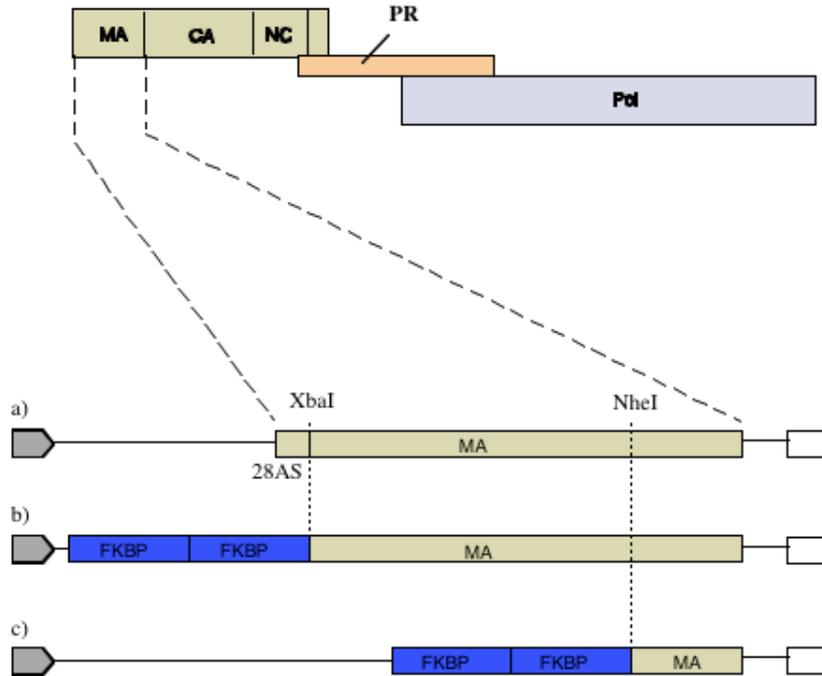 PR
MA CA NC
Pol
XbaI NheI
a)
MA
28AS
b)
FKBP FKBP MA
c)
FKBP FKBP MA